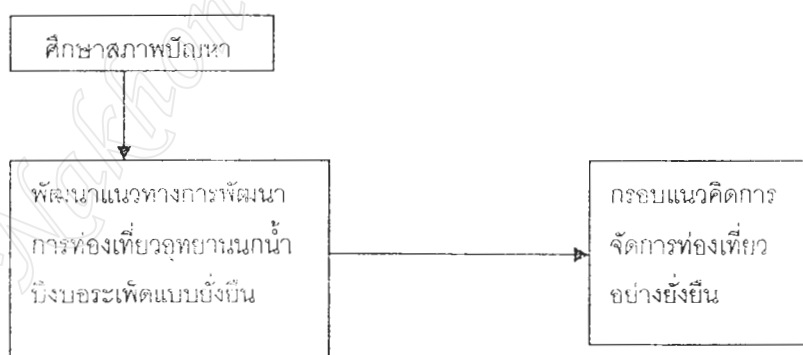 ศึกษาสภาพปัญหา
พัฒนาแนวทางการพัฒนา
การท่องเที่ยวอุทยานนกน้ำ
บึงบอระเพ็ดแบบยั่งยืน
กรอบแนวคิดการ
จัดการท่องเที่ยว
อย่างยั่งยืน
Nakhon